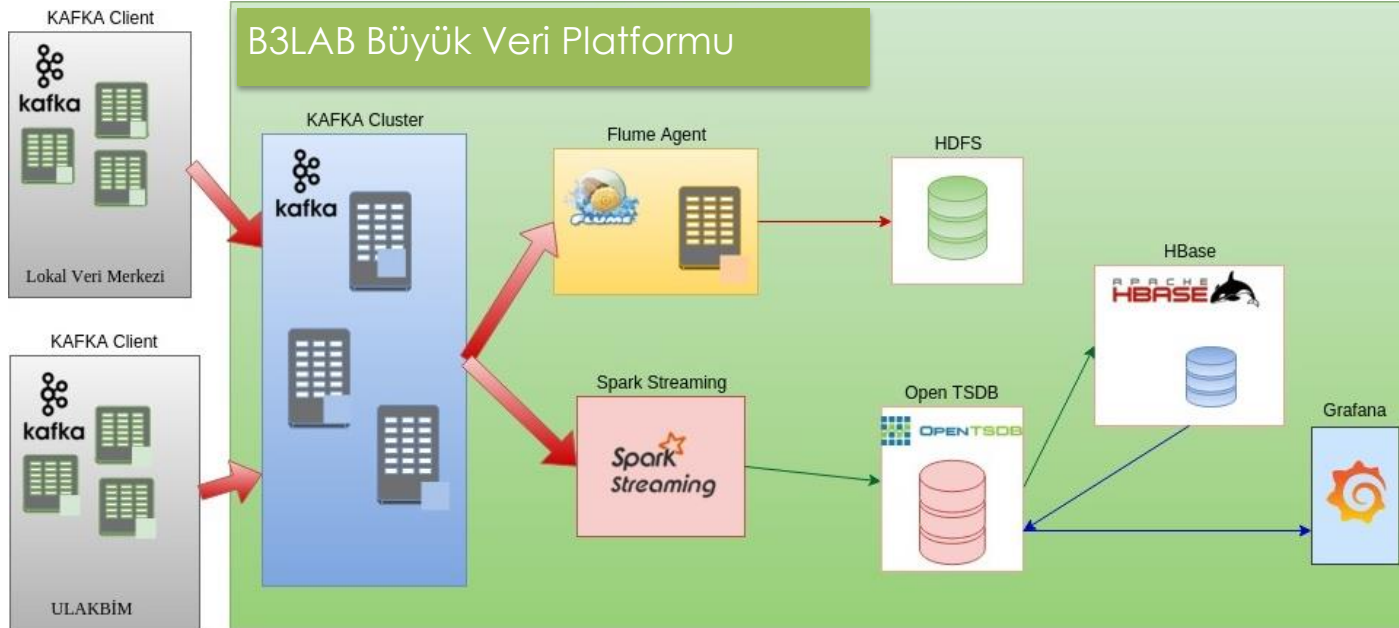 KAFKA Client
kafka
Lokal Veri Merkezi
KAFKA Client
kafka
ULAKBİM
B3LAB Büyük Veri Platformu
KAFKA Cluster
kafka
Flume Agent
FLUME
HDFS
Spark Streaming
Spark
Streaming
Open TSDB
OPENTSDB
HBase
APACHE
HBASE
Grafana